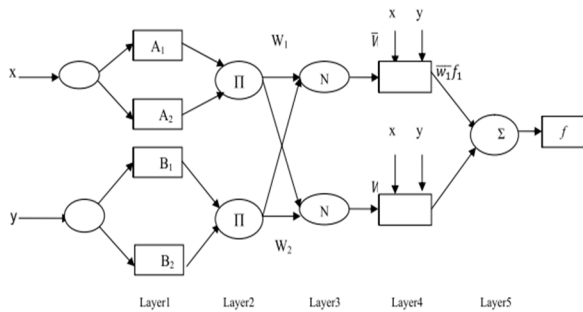 x y
W₁
A₁
x
A₂
Π
N
w̅₁f₁
x y
B₁
Σ
f
y
B₂
Π
N
W₂
Layer1 Layer2 Layer3 Layer4 Layer5